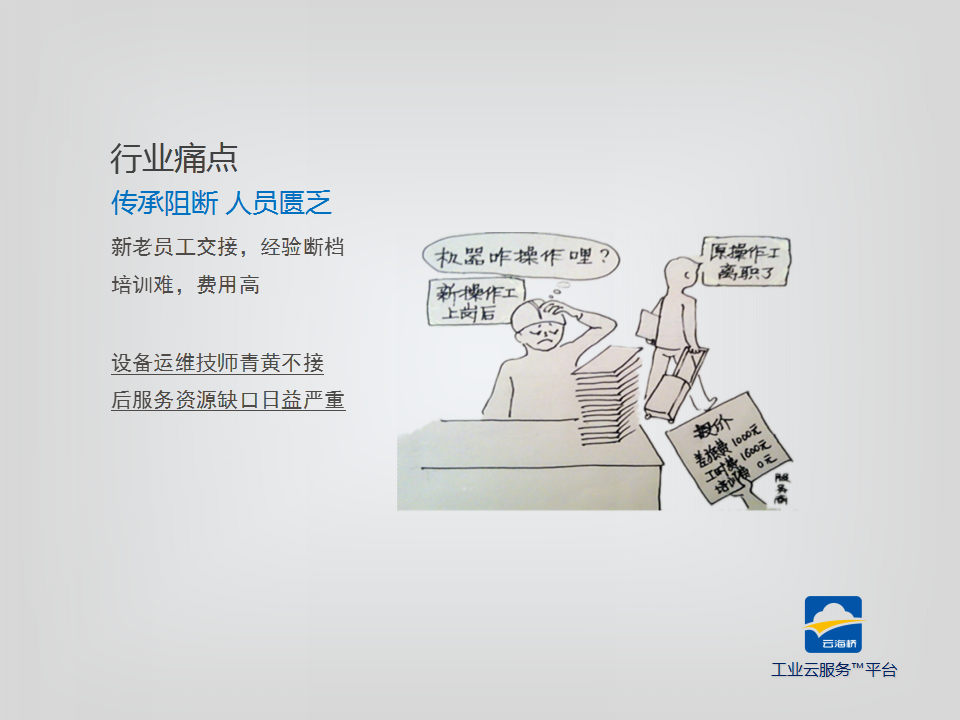 行业痛点
传承阻断 人员匮乏
新老员工交接，经验断档
培训难，费用高
设备运维技师青黄不接
后服务资源缺口日益严重
机器咋操作哩？
新操作工
上岗后
原操作工
离职了
报价
差旅费 1000元
工时费 1600元
培训费 0元
服务商
云海桥
工业云服务™平台